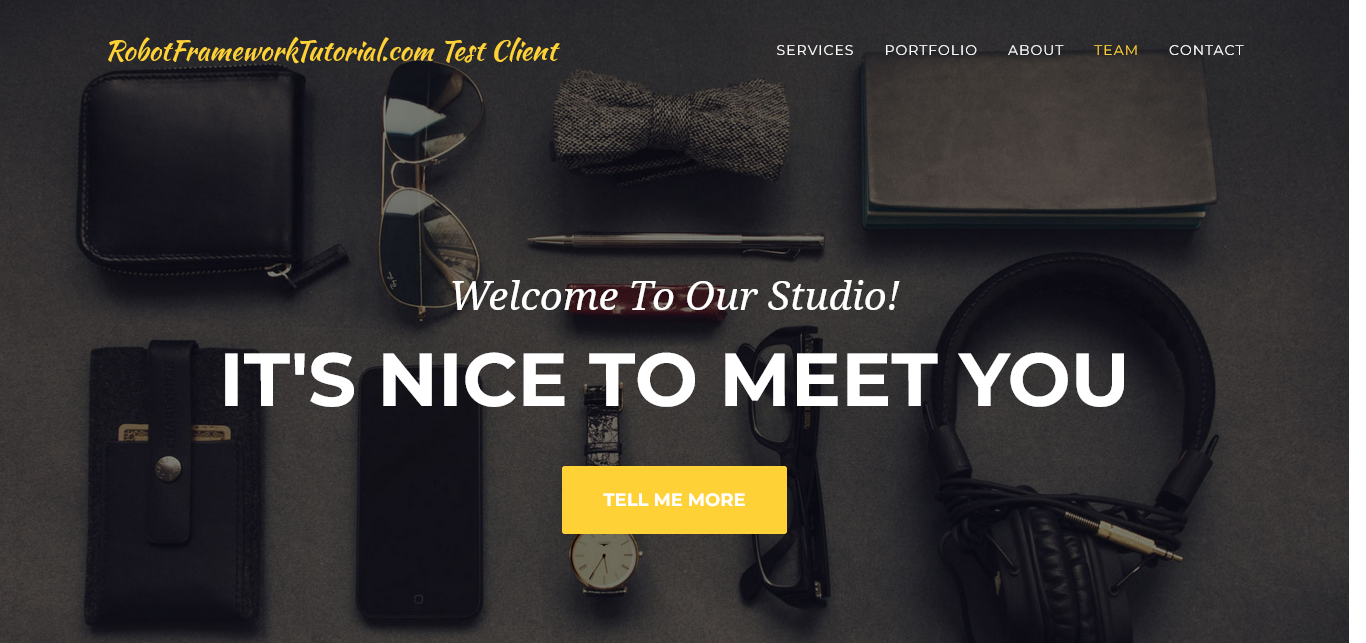 RobotFrameworkTutorial.com Test Client
SERVICES PORTFOLIO ABOUT TEAM CONTACT
Welcome To Our Studio!
IT'S NICE TO MEET YOU
TELL ME MORE